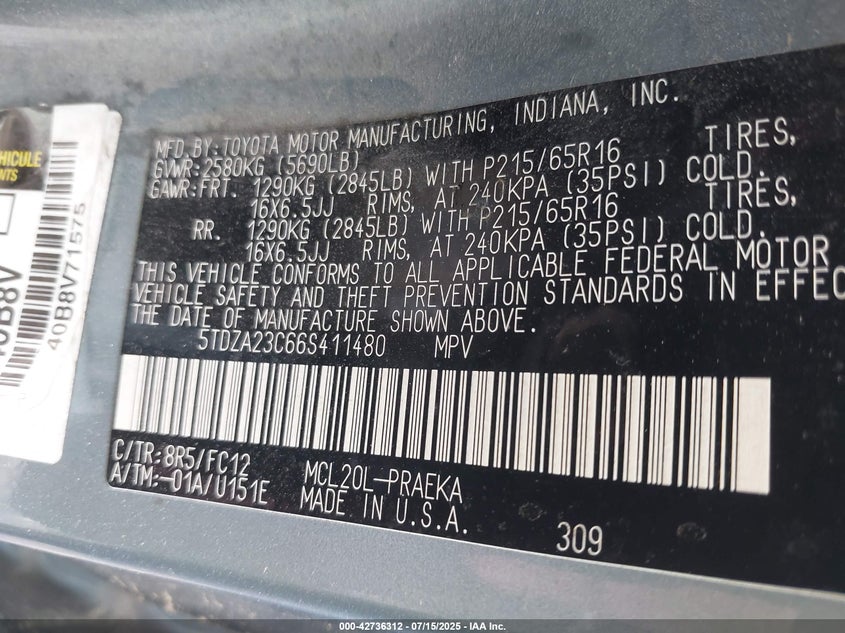 VEHICULE
NTS
40B8V
40B8V71575
MFD.BY:TOYOTA MOTOR MANUFACTURING, INDIANA, INC.
GVWR:2580KG (5690LB)
GAWR:FRT. 1290KG (2845LB) WITH P215/65R16 TIRES,
16X6.5JJ RIMS, AT 240KPA (35PSI) COLD.
RR. 1290KG (2845LB) WITH P215/65R16 TIRES,
16X6.5JJ RIMS, AT 240KPA (35PSI) COLD.
THIS VEHICLE CONFORMS TO ALL APPLICABLE FEDERAL MOTOR
VEHICLE SAFETY AND THEFT PREVENTION STANDARDS IN EFFEC
THE DATE OF MANUFACTURE SHOWN ABOVE.
5TDZA23C66S411480 MPV
C/TR:8R5/FC12
A/TM:-01A/U151E
MCL20L-PRAEKA
MADE IN U.S.A.
309
000-42736312 - 07/15/2025 - IAA Inc.